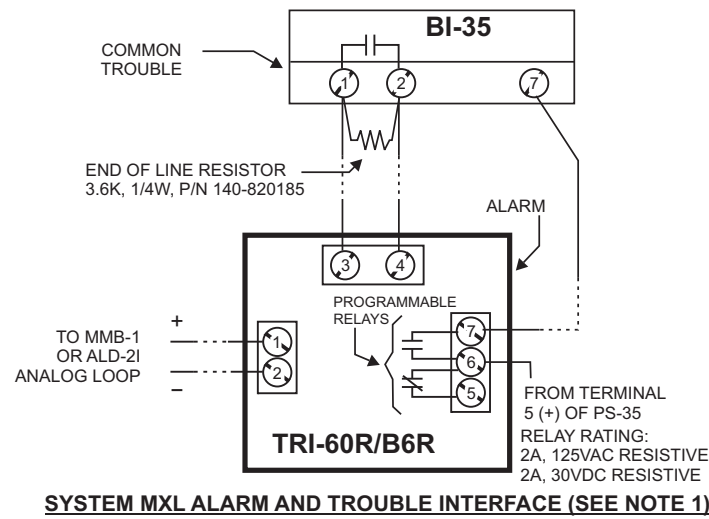 BI-35
COMMON
TROUBLE
1
2
7
END OF LINE RESISTOR
3.6K, 1/4W, P/N 140-820185
ALARM
3
4
PROGRAMMABLE
RELAYS
+
TO MMB-1
OR ALD-2I
ANALOG LOOP
–
1
2
7
6
5
FROM TERMINAL
5 (+) OF PS-35
RELAY RATING:
2A, 125VAC RESISTIVE
2A, 30VDC RESISTIVE
TRI-60R/B6R
SYSTEM MXL ALARM AND TROUBLE INTERFACE (SEE NOTE 1)